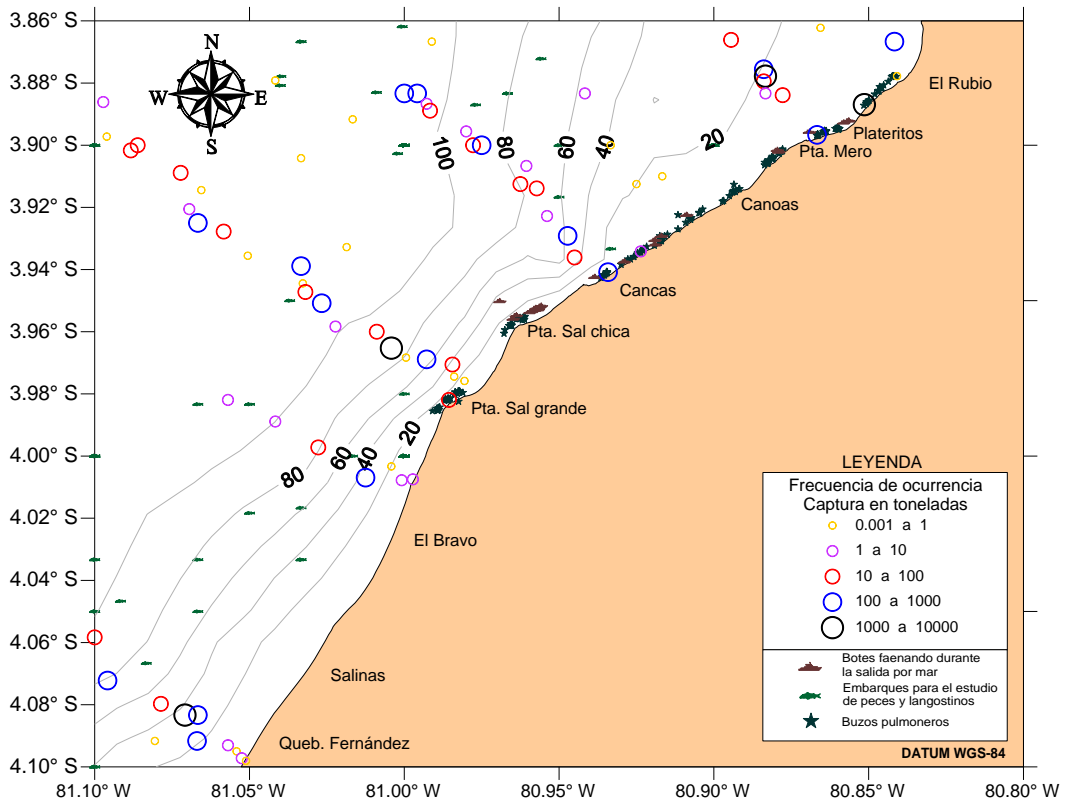 3.86° S
3.88° S
3.90° S
3.92° S
3.94° S
3.96° S
3.98° S
4.00° S
4.02° S
4.04° S
4.06° S
4.08° S
4.10° S
N
W E
S
100
80
60
40
20
El Rubio
Plateritos
Pta. Mero
Canoas
Cancas
Pta. Sal chica
Pta. Sal grande
80
60
40
20
El Bravo
Salinas
Queb. Fernández
LEYENDA
Frecuencia de ocurrencia
Captura en toneladas
0.001 a 1
1 a 10
10 a 100
100 a 1000
1000 a 10000
Botes faenando durante
la salida por mar
Embarques para el estudio
de peces y langostinos
Buzos pulmoneros
DATUM WGS-84
81.10° W 81.05° W 81.00° W 80.95° W 80.90° W 80.85° W 80.80° W